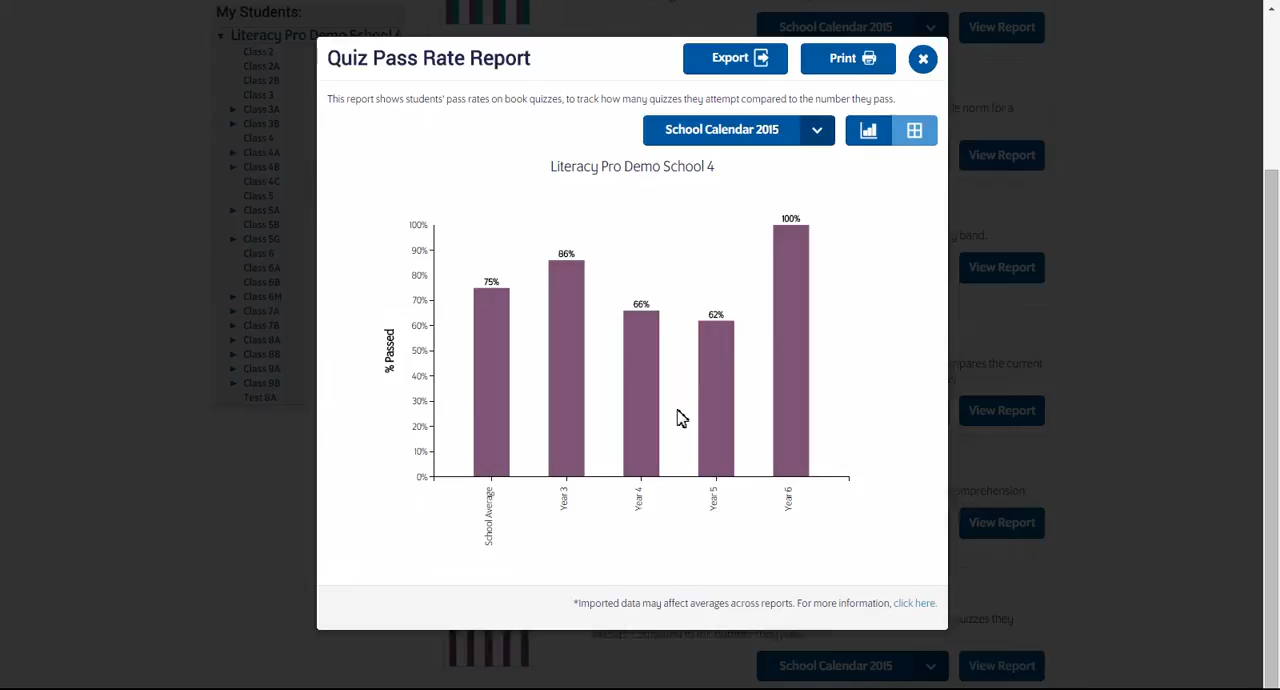 My Students:
Literacy Pro Demo School 4
Class 2
Class 2A
Class 2B
Class 3
Class 3A
Class 3B
Class 4
Class 4A
Class 4B
Class 4C
Class 5
Class 5A
Class 5B
Class 5G
Class 6
Class 6A
Class 6B
Class 6M
Class 7A
Class 7B
Class 8A
Class 8B
Class 9A
Class 9B
Test 8A
School Calendar 2015
View Report
Quiz Pass Rate Report
Export
Print
This report shows students' pass rates on book quizzes, to track how many quizzes they attempt compared to the number they pass.
School Calendar 2015
Literacy Pro Demo School 4
100%
90%
80%
70%
60%
50%
40%
30%
20%
10%
0%
% Passed
75%
86%
66%
62%
100%
School Average
Year 3
Year 4
Year 5
Year 6
*Imported data may affect averages across reports. For more information, click here.
norm for a
View Report
band.
View Report
the current
View Report
View Report
they
School Calendar 2015
View Report